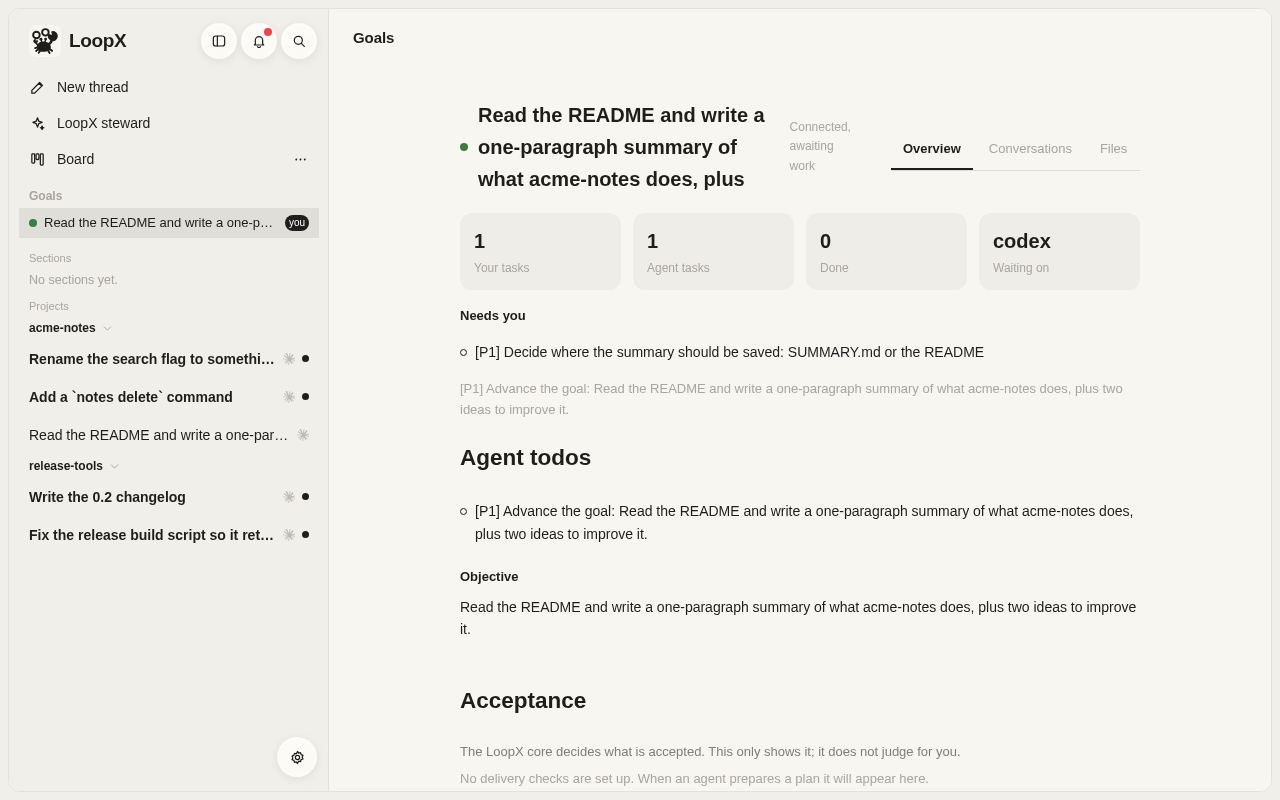 LoopX
New thread
LoopX steward
Board
Goals
Read the README and write a one-p…
you
Sections
No sections yet.
Projects
acme-notes
Rename the search flag to somethi…
Add a `notes delete` command
Read the README and write a one-par…
release-tools
Write the 0.2 changelog
Fix the release build script so it ret…
Goals
Read the README and write a
one-paragraph summary of
what acme-notes does, plus
Connected,
awaiting
work
Overview
Conversations
Files
1
Your tasks
1
Agent tasks
0
Done
codex
Waiting on
Needs you
[P1] Decide where the summary should be saved: SUMMARY.md or the README
[P1] Advance the goal: Read the README and write a one-paragraph summary of what acme-notes does, plus two
ideas to improve it.
Agent todos
[P1] Advance the goal: Read the README and write a one-paragraph summary of what acme-notes does,
plus two ideas to improve it.
Objective
Read the README and write a one-paragraph summary of what acme-notes does, plus two ideas to improve
it.
Acceptance
The LoopX core decides what is accepted. This only shows it; it does not judge for you.
No delivery checks are set up. When an agent prepares a plan it will appear here.